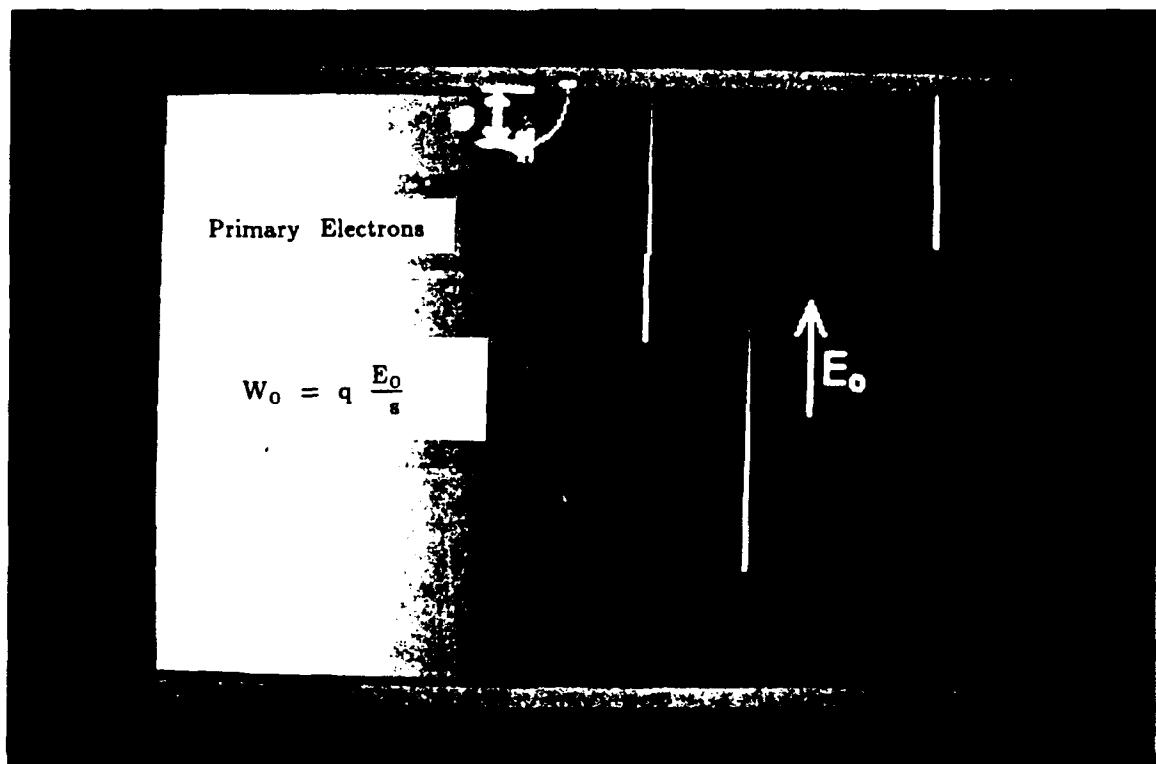 Primary Electrons
W₀ = q E₀/s
E₀